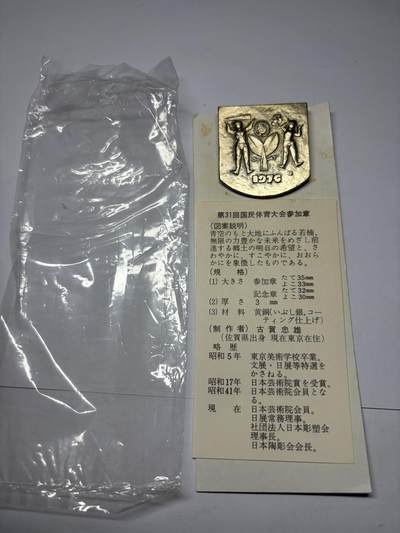 1976
第31回国民体育大会参加章
(図案説明)
青空のもと大地にふんばる若楠、
無限の力豊かな未来をめざし前
進する郷土の明日の希望と、さ
わやかに、すこやかに、おおら
かにを象徴したものである。
(規格)
(1) 大きさ 参加章 たて35㎜ よこ33㎜
記念章 たて32㎜ よこ30㎜
(2) 厚さ 3㎜
(3) 材料 黄銅(いぶし銀,コー
ティング仕上げ)
(制作者) 古賀忠雄
(佐賀県出身 現在東京在住)
略歴
昭和5年 東京美術学校卒業。
文展・日展等特選を
かさねる。
昭和17年 日本芸術院賞を受賞。
昭和41年 日本芸術院会員とな
る。
現在 日本芸術院会員。
日展常務理事。
社団法人日本彫塑会
理事長。
日本陶彫会会長。